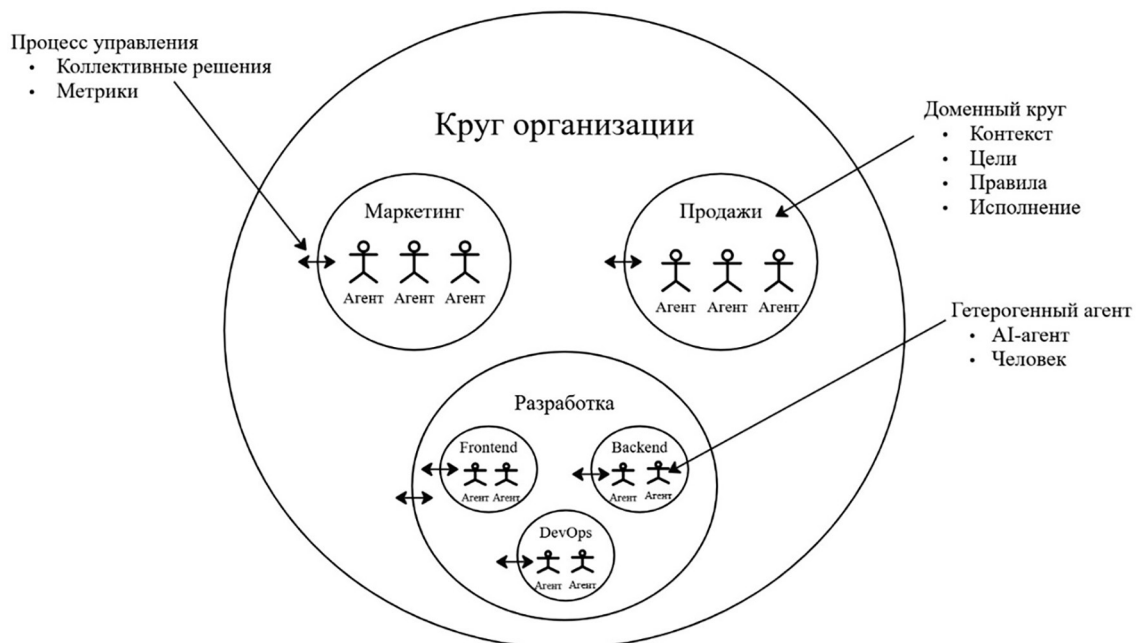 Процесс управления
• Коллективные решения
• Метрики
Круг организации
Доменный круг
• Контекст
• Цели
• Правила
• Исполнение
Маркетинг
Агент Агент Агент
Продажи
Агент Агент Агент
Гетерогенный агент
• AI-агент
• Человек
Разработка
Frontend
Агент Агент
Backend
Агент Агент
DevOps
Агент Агент